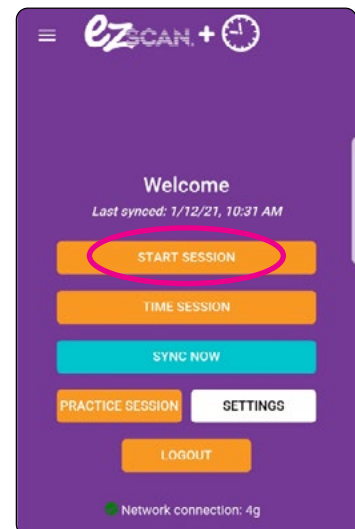 ezSCAN. +
Welcome
Last synced: 1/12/21, 10:31 AM
START SESSION
TIME SESSION
SYNC NOW
PRACTICE SESSION SETTINGS
LOGOUT
Network connection: 4g